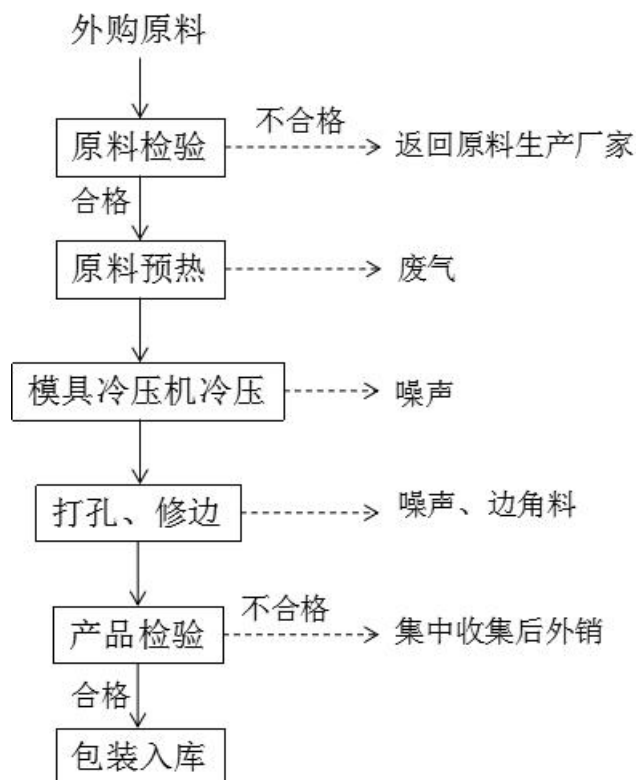 外购原料
不合格
原料检验
返回原料生产厂家
合格
原料预热
废气
模具冷压机冷压
噪声
打孔、修边
噪声、边角料
不合格
产品检验
集中收集后外销
合格
包装入库